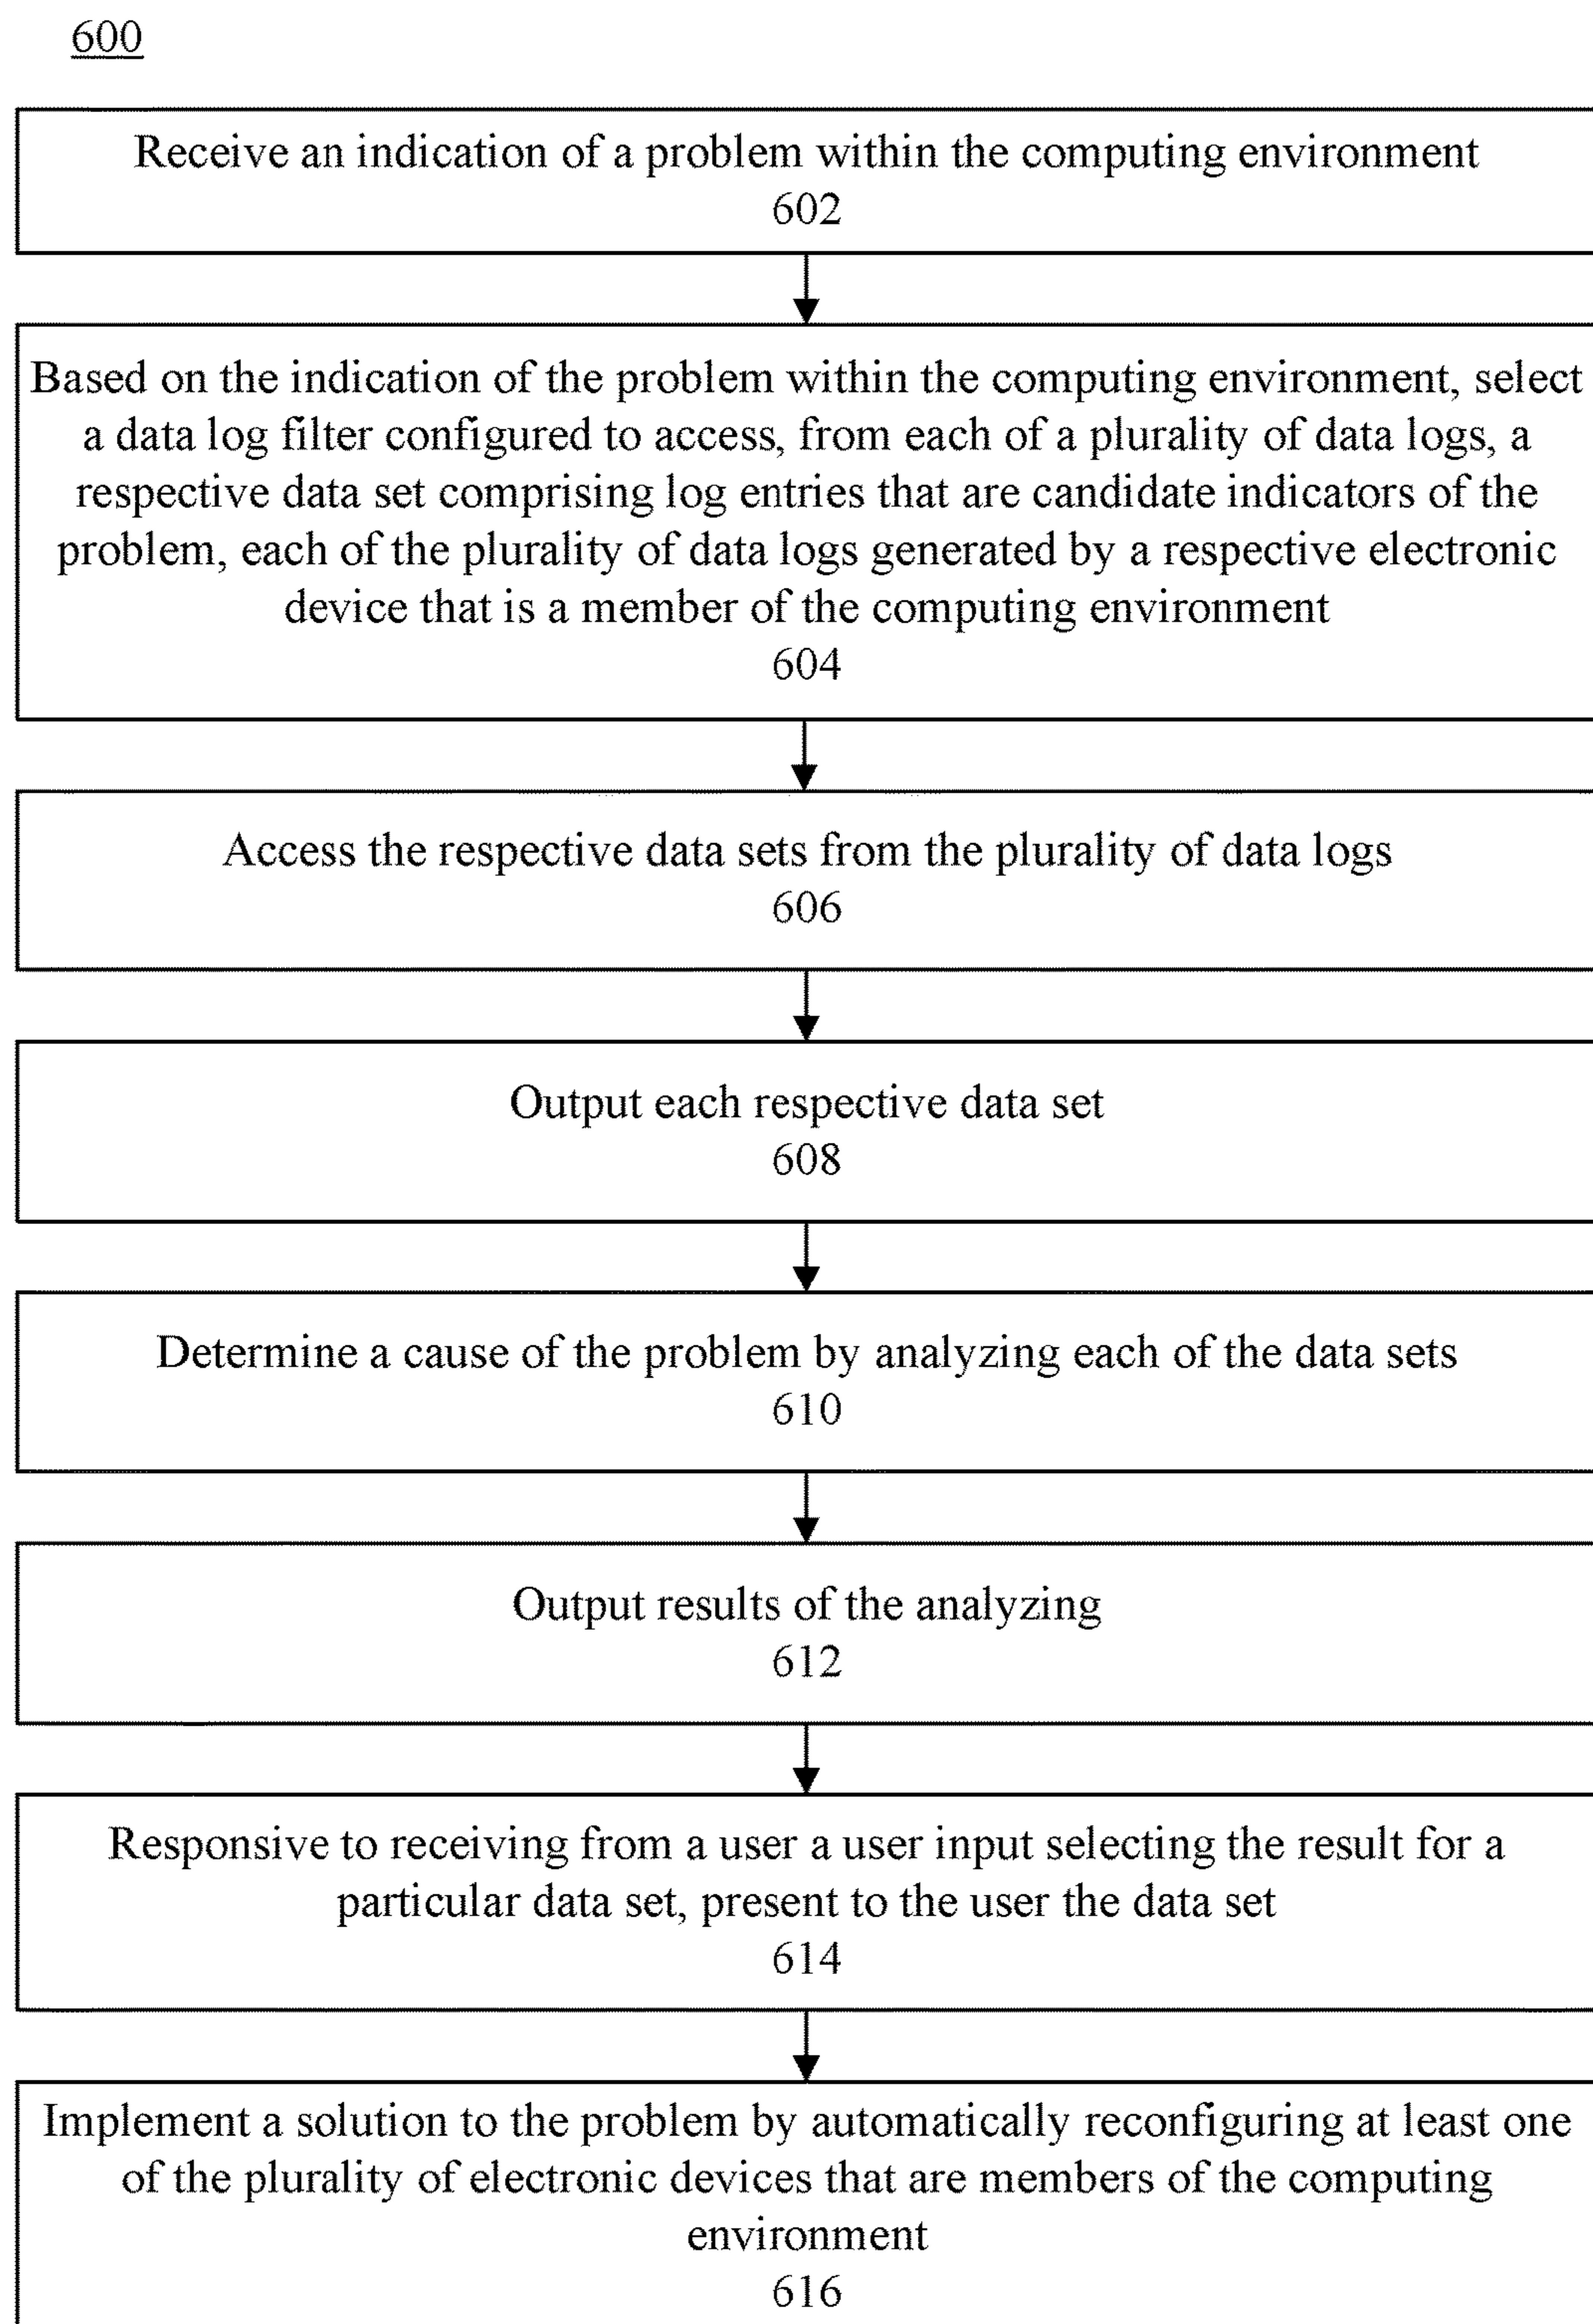 600
Receive an indication of a problem within the computing environment
602
Based on the indication of the problem within the computing environment, select
a data log filter configured to access, from each of a plurality of data logs, a
respective data set comprising log entries that are candidate indicators of the
problem, each of the plurality of data logs generated by a respective electronic
device that is a member of the computing environment
604
Access the respective data sets from the plurality of data logs
606
Output each respective data set
608
Determine a cause of the problem by analyzing each of the data sets
610
Output results of the analyzing
612
Responsive to receiving from a user a user input selecting the result for a
particular data set, present to the user the data set
614
Implement a solution to the problem by automatically reconfiguring at least one
of the plurality of electronic devices that are members of the computing
environment
616